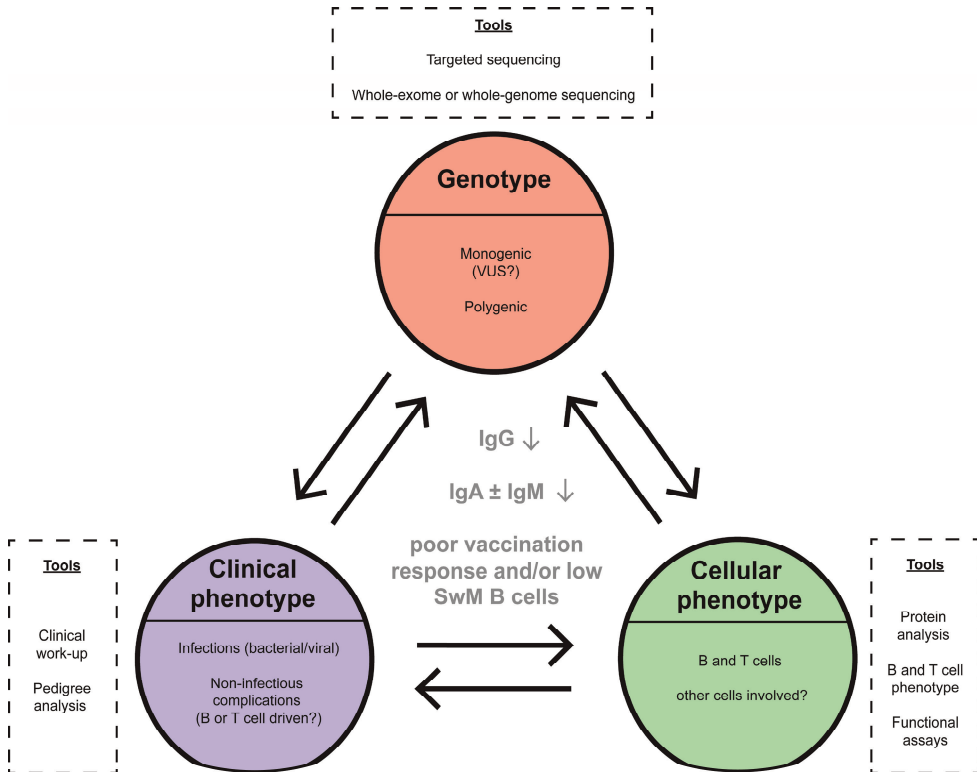 Tools
Targeted sequencing
Whole-exome or whole-genome sequencing
Genotype
Monogenic
(VUS?)
Polygenic
IgG ↓
IgA ± IgM ↓
poor vaccination
response and/or low
SwM B cells
Tools
Clinical
work-up
Pedigree
analysis
Clinical
phenotype
Infections (bacterial/viral)
Non-infectious
complications
(B or T cell driven?)
Cellular
phenotype
B and T cells
other cells involved?
Tools
Protein
analysis
B and T cell
phenotype
Functional
assays